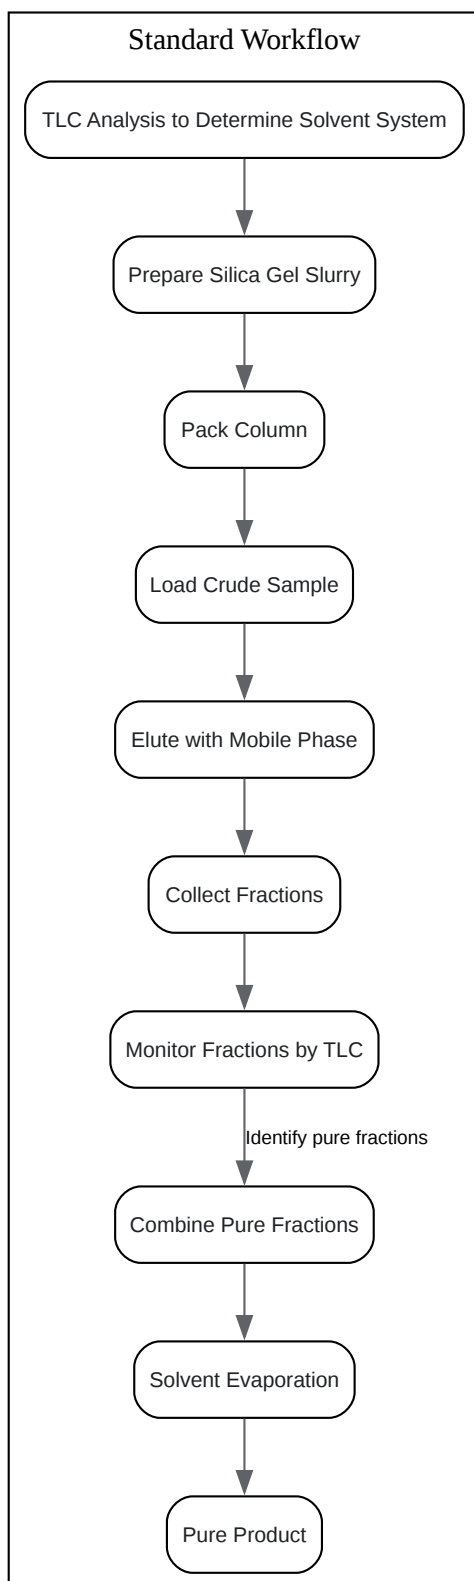 Standard Workflow
TLC Analysis to Determine Solvent System
Prepare Silica Gel Slurry
Pack Column
Load Crude Sample
Elute with Mobile Phase
Collect Fractions
Monitor Fractions by TLC
Identify pure fractions
Combine Pure Fractions
Solvent Evaporation
Pure Product